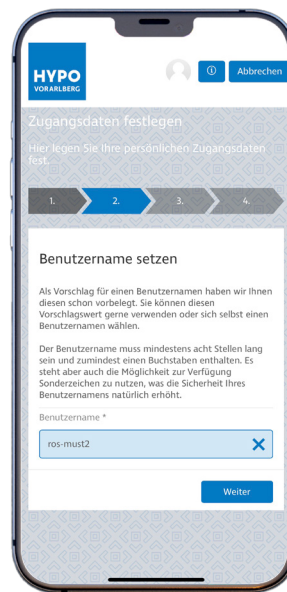 HYPO
VORARLBERG
Abbrechen
Zugangsdaten festlegen
Hier legen Sie Ihre persönlichen Zugangsdaten
fest.
1. 2. 3. 4.
Benutzername setzen
Als Vorschlag für einen Benutzernamen haben wir Ihnen
diesen schon vorbelegt. Sie können diesen
Vorschlagswert gerne verwenden oder sich selbst einen
Benutzernamen wählen.
Der Benutzername muss mindestens acht Stellen lang
sein und zumindest einen Buchstaben enthalten. Es
steht aber auch die Möglichkeit zur Verfügung
Sonderzeichen zu nutzen, was die Sicherheit Ihres
Benutzernamens natürlich erhöht.
Benutzername *
ros-must2
Weiter